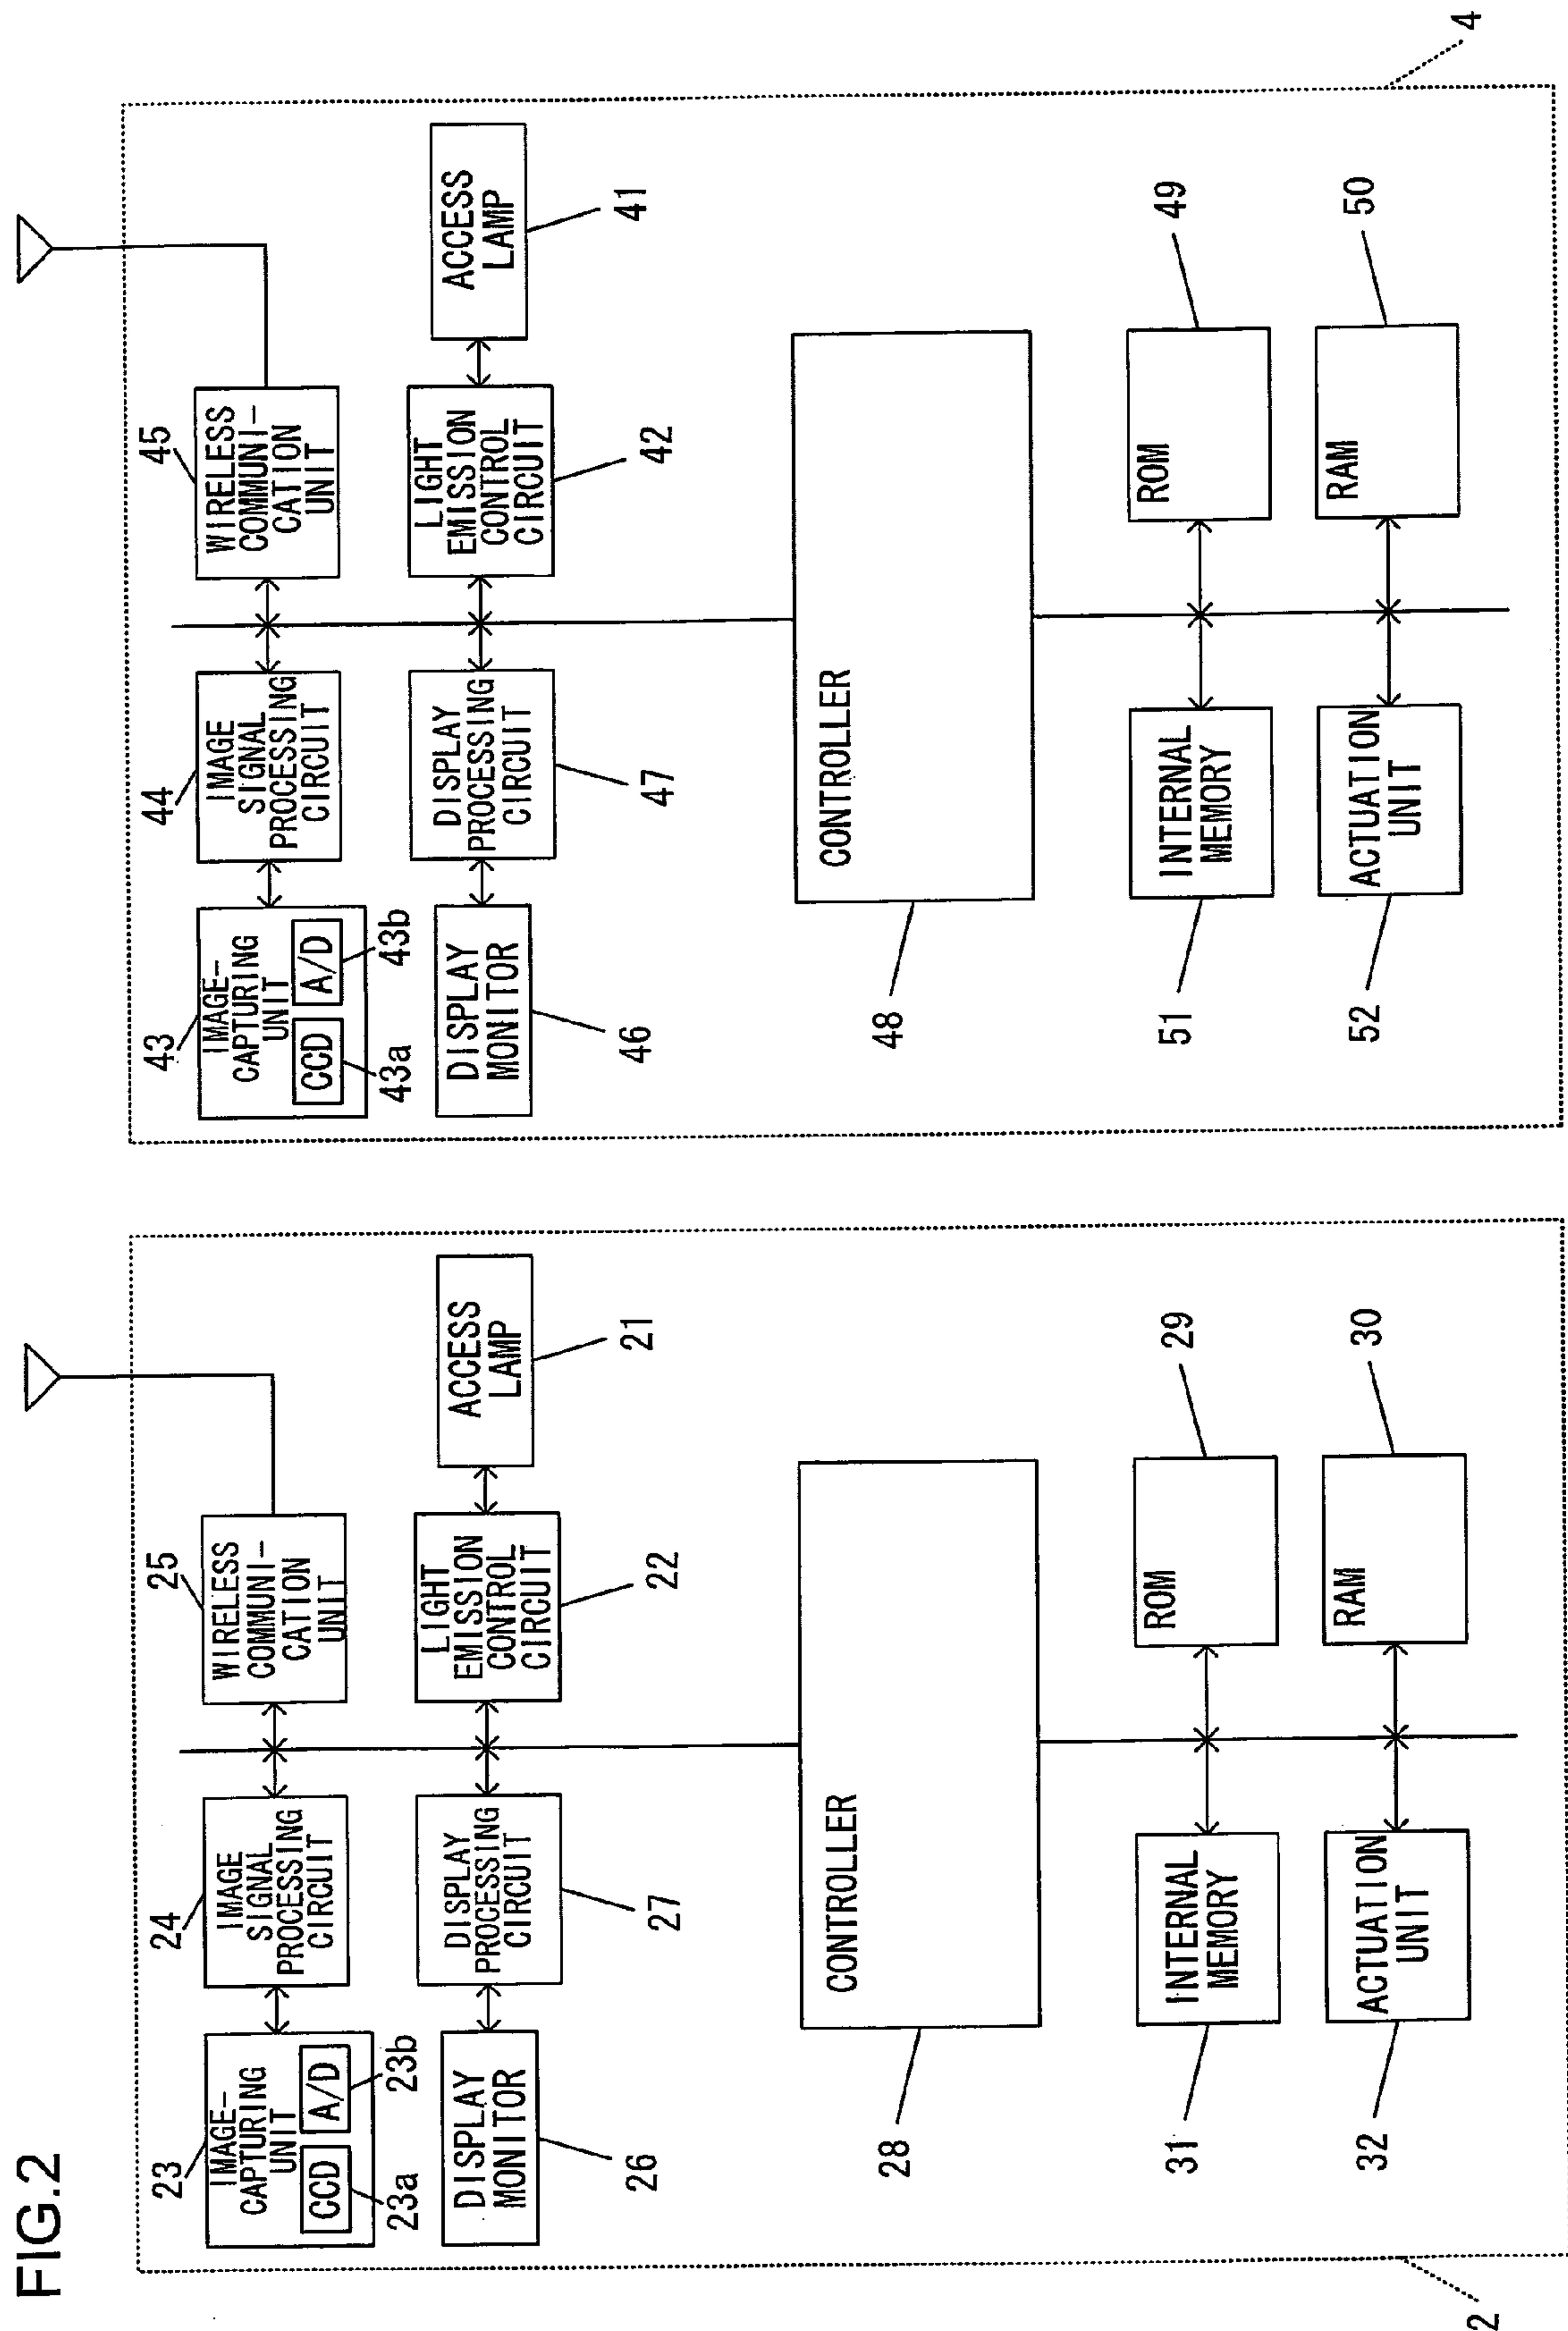 FIG.2
23
IMAGE-
CAPTURING
UNIT
CCD
A/D
23a
23b
24
IMAGE
SIGNAL
PROCESSING
CIRCUIT
25
WIRELESS
COMMUNI-
CATION
UNIT
DISPLAY
MONITOR
26
DISPLAY
PROCESSING
CIRCUIT
27
LIGHT
EMISSION
CONTROL
CIRCUIT
22
ACCESS
LAMP
21
CONTROLLER
28
INTERNAL
MEMORY
31
ROM
29
ACTUATION
UNIT
32
RAM
30
2
43
IMAGE-
CAPTURING
UNIT
CCD
A/D
43a
43b
44
IMAGE
SIGNAL
PROCESSING
CIRCUIT
45
WIRELESS
COMMUNI-
CATION
UNIT
DISPLAY
MONITOR
46
DISPLAY
PROCESSING
CIRCUIT
47
LIGHT
EMISSION
CONTROL
CIRCUIT
42
ACCESS
LAMP
41
CONTROLLER
48
INTERNAL
MEMORY
51
ROM
49
ACTUATION
UNIT
52
RAM
50
4